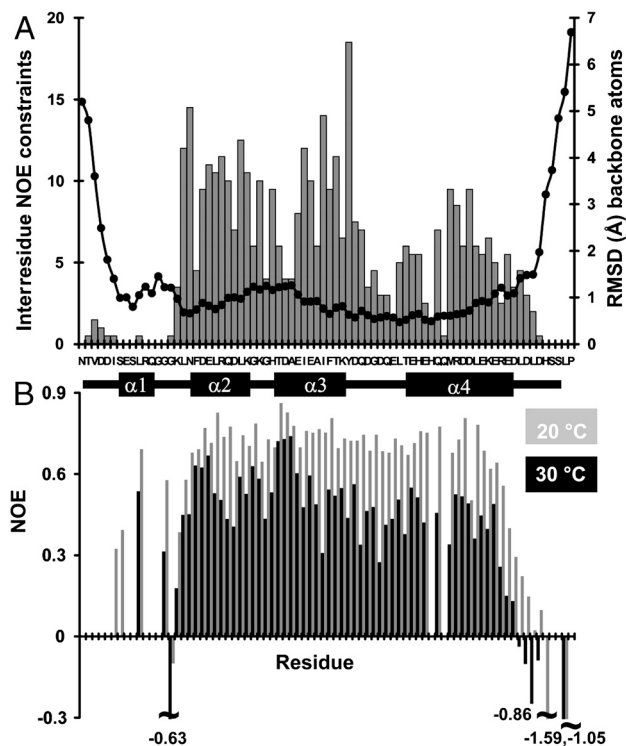 A
20
15
10
5
0
Interresidue NOE constraints
7
6
5
4
3
2
1
0
RMSD (Å) backbone atoms
NTVDDISESLRQGGGKLNFDELRQDLKGKGHTDAEIEAIFTKYDQDGDQELTEHEHQQMRDDLEKEREDLDLDHSSLP
α1 α2 α3 α4
B
0.9
0.6
0.3
0
-0.3
NOE
20 °C
30 °C
Residue
-0.63
-0.86
-1.59,-1.05